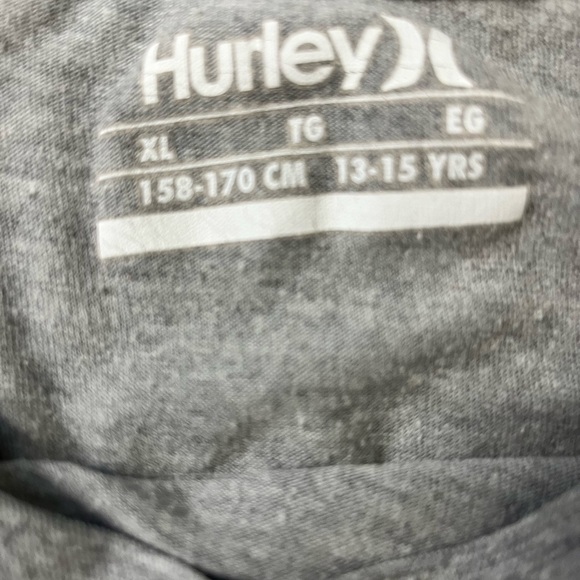 Hurley
XL TG EG
158-170 CM 13-15 YRS